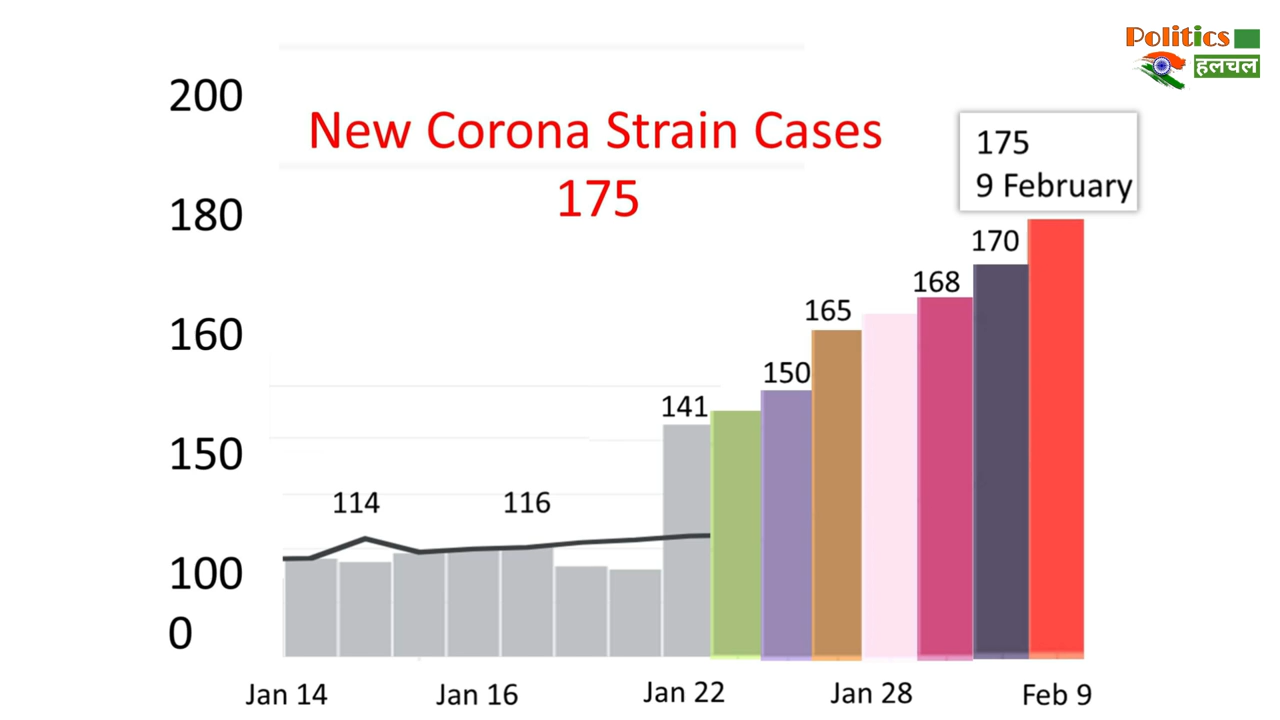 Politics
हलचल
200
New Corona Strain Cases
175
175
9 February
180
170
168
160
165
150
141
150
114
116
100
0
Jan 14
Jan 16
Jan 22
Jan 28
Feb 9